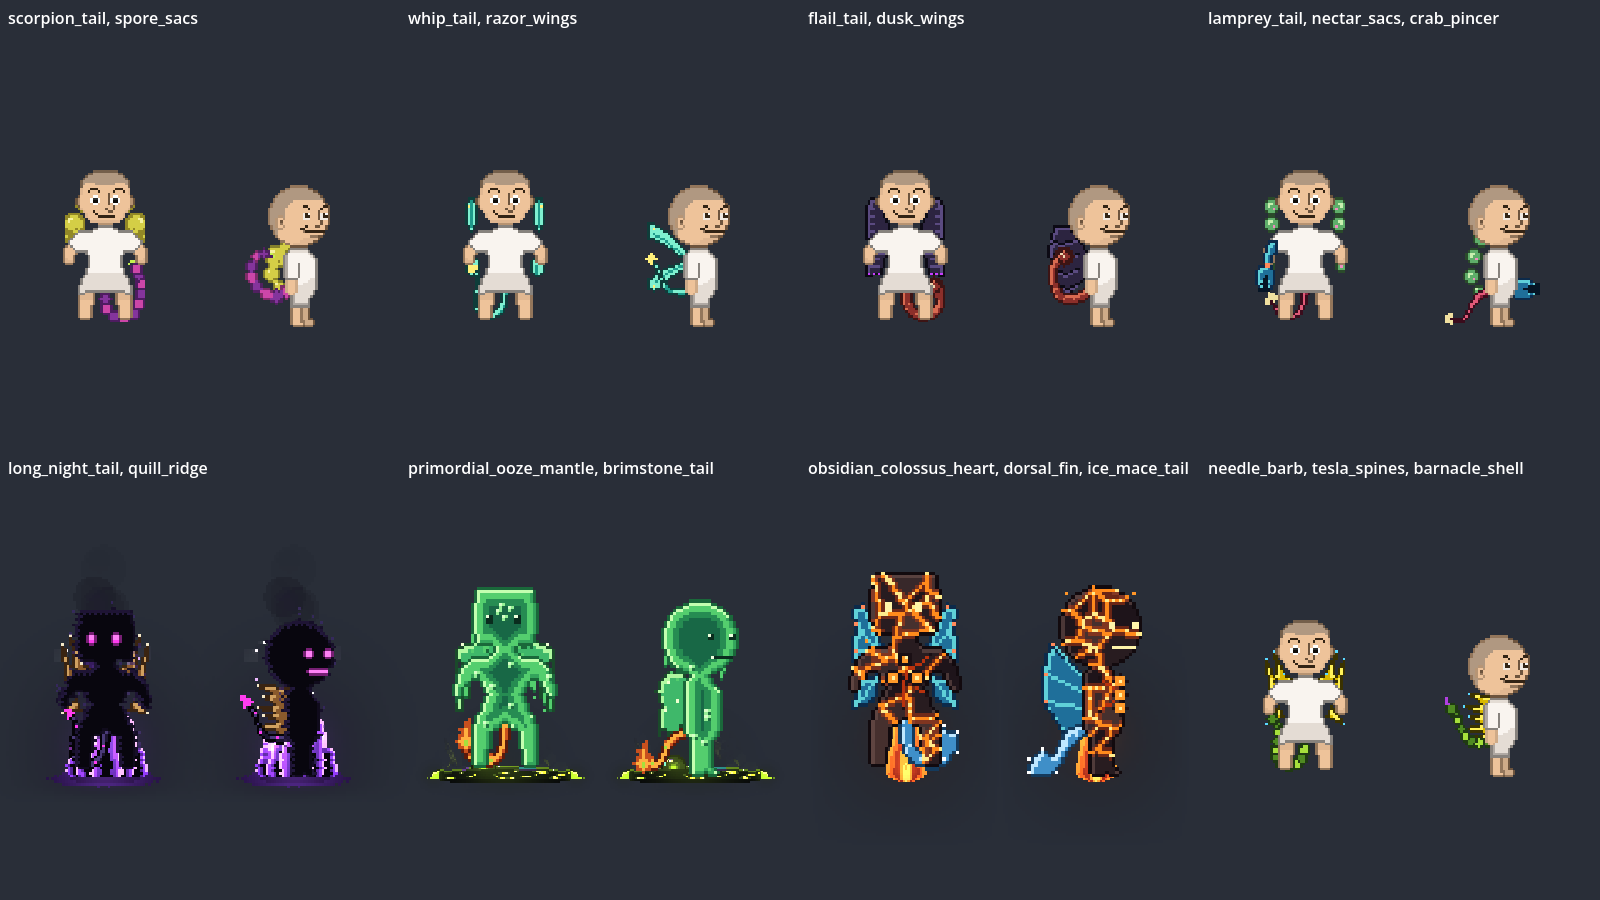 scorpion_tail, spore_sacs
whip_tail, razor_wings
flail_tail, dusk_wings
lamprey_tail, nectar_sacs, crab_pincer
long_night_tail, quill_ridge
primordial_ooze_mantle, brimstone_tail
obsidian_colossus_heart, dorsal_fin, ice_mace_tail
needle_barb, tesla_spines, barnacle_shell